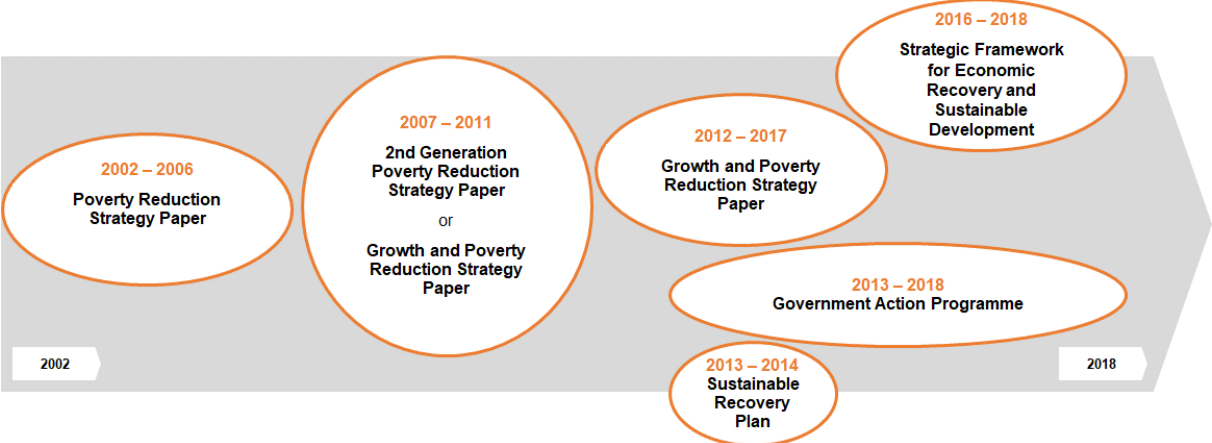 2002 – 2006
Poverty Reduction
Strategy Paper
2007 – 2011
2nd Generation
Poverty Reduction
Strategy Paper
or
Growth and Poverty
Reduction Strategy
Paper
2012 – 2017
Growth and Poverty
Reduction Strategy
Paper
2016 – 2018
Strategic Framework
for Economic
Recovery and
Sustainable
Development
2013 – 2018
Government Action Programme
2013 – 2014
Sustainable
Recovery
Plan
2002
2018